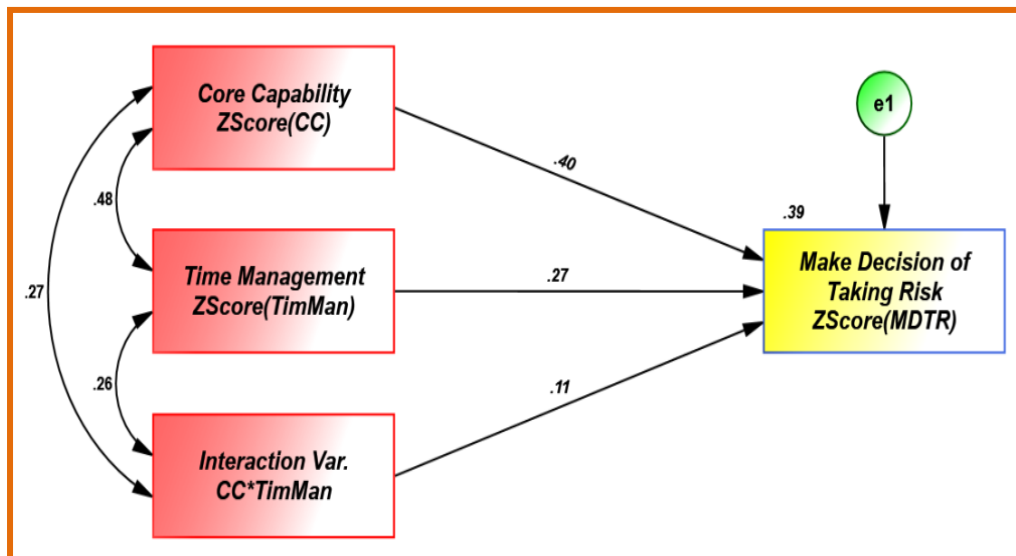 Core Capability
ZScore(CC)
e1
.40
.48
.39
Time Management
ZScore(TimMan)
.27
Make Decision of
Taking Risk
ZScore(MDTR)
.27
.26
.11
Interaction Var.
CC*TimMan